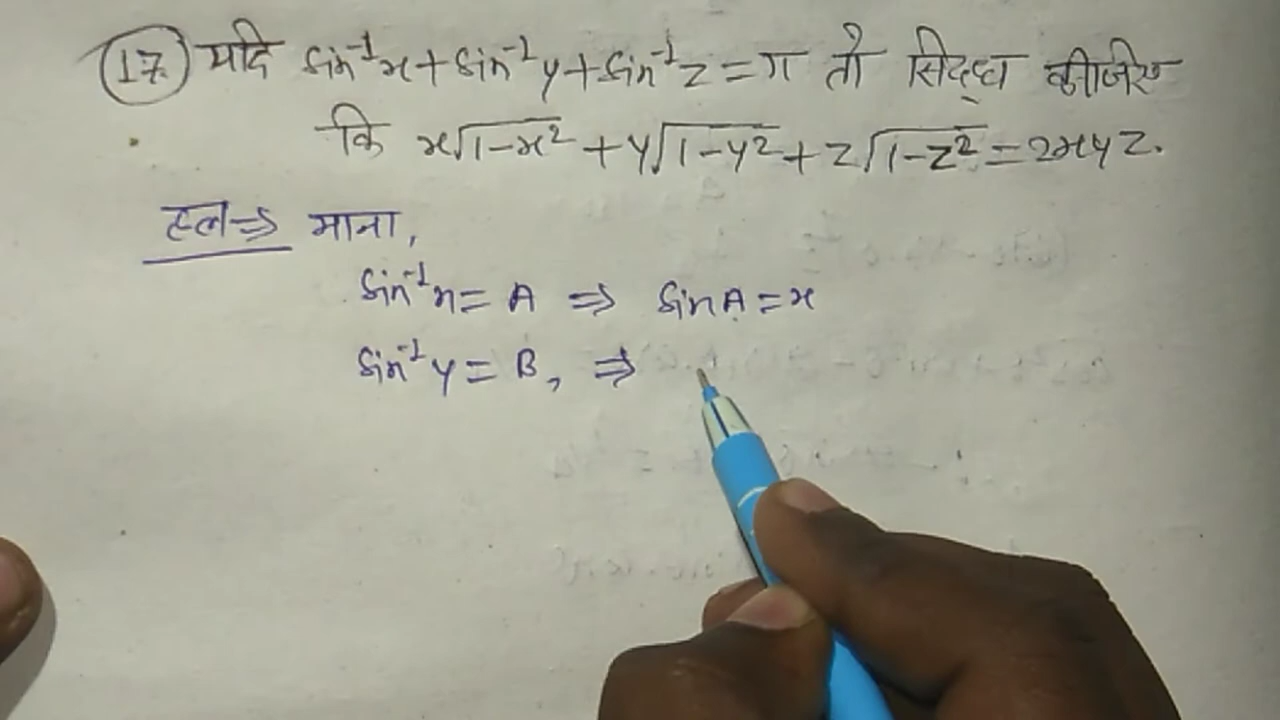 17. यदि sin⁻¹x+sin⁻¹y+sin⁻¹z=π तो सिद्ध कीजिए
कि x√1-x² + y√1-y² + z√1-z² = 2xyz.
हल⇒ माना,
sin⁻¹x = A ⇒ sinA = x
sin⁻¹y = B, ⇒